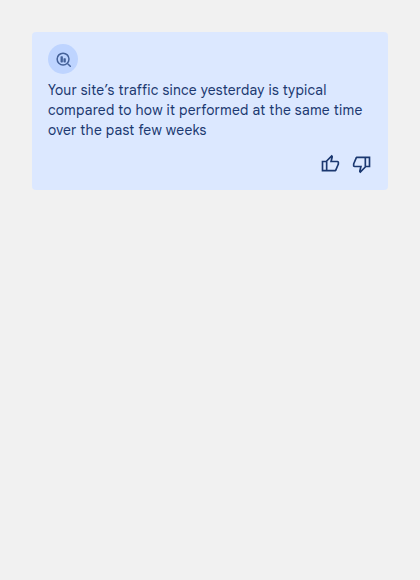 Your site’s traffic since yesterday is typical
compared to how it performed at the same time
over the past few weeks